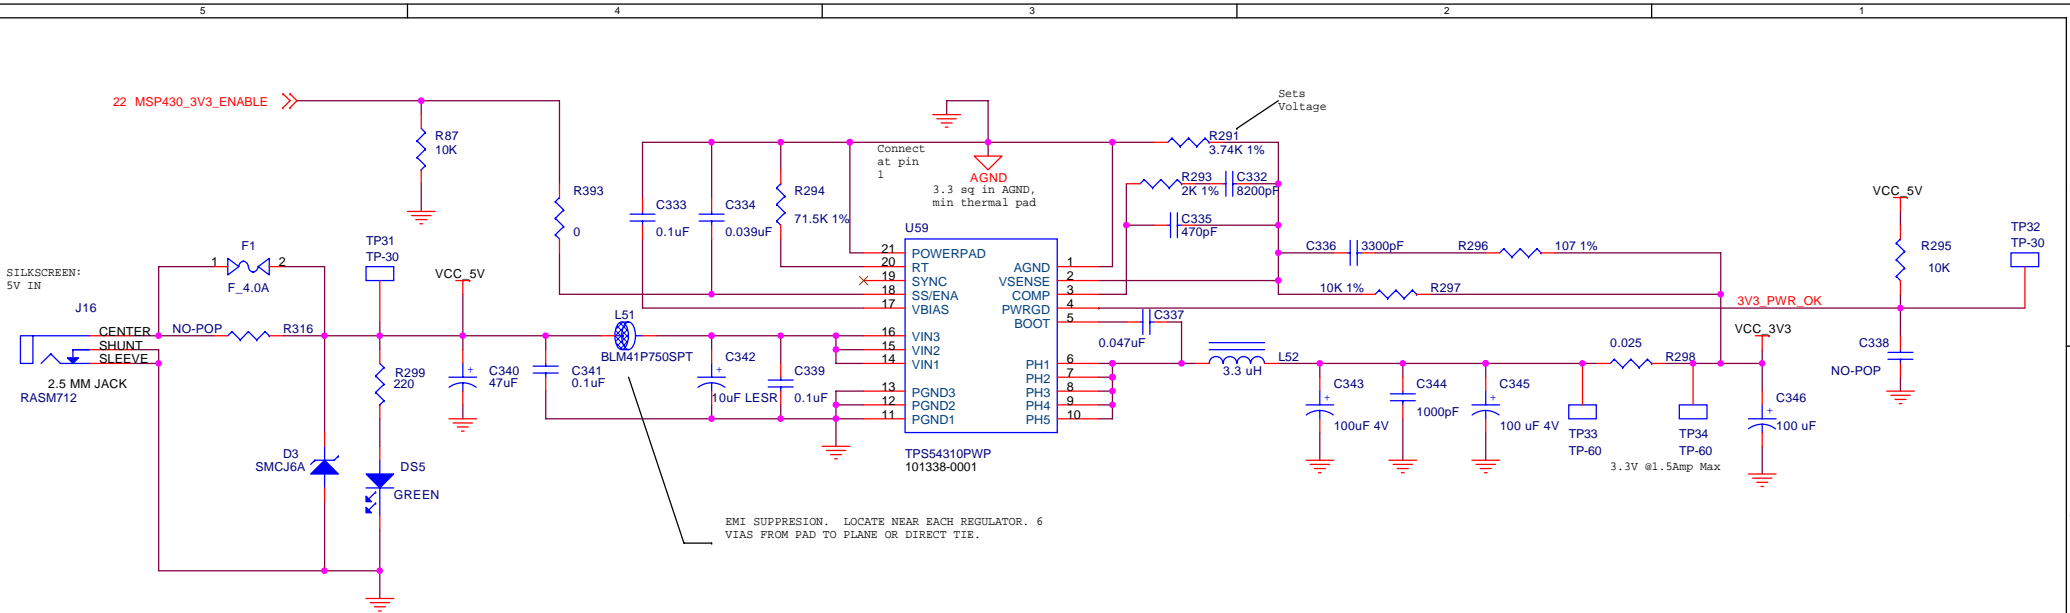 5 4 3 2 1
22 MSP430_3V3_ENABLE
R87
10K
R393
0
C333
0.1uF
C334
0.039uF
R294
71.5K 1%
Connect
at pin
1
AGND
3.3 sq in AGND,
min thermal pad
Sets
Voltage
R291
3.74K 1%
R293
2K 1%
C332
8200pF
C335
470pF
C336
3300pF
R296
107 1%
10K 1%
R297
VCC_5V
R295
10K
TP32
TP-30
3V3_PWR_OK
C338
NO-POP
SILKSCREEN:
5V IN
J16
CENTER
SHUNT
SLEEVE
2.5 MM JACK
RASM712
F1
1
2
F_4.0A
NO-POP
R316
TP31
TP-30
VCC_5V
R299
220
C340
47uF
C341
0.1uF
L51
BLM41P750SPT
C342
10uF LESR
C339
0.1uF
D3
SMCJ6A
DS5
GREEN
U59
21 POWERPAD
20 RT
19 SYNC
18 SS/ENA
17 VBIAS
16 VIN3
15 VIN2
14 VIN1
13 PGND3
12 PGND2
11 PGND1
AGND 1
VSENSE 2
COMP 3
PWRGD 4
BOOT 5
PH1 6
PH2 7
PH3 8
PH4 9
PH5 10
TPS54310PWP
101338-0001
C337
0.047uF
L52
3.3 uH
C343
100uF 4V
C344
1000pF
C345
100 uF 4V
TP33
TP-60
0.025
R298
TP34
TP-60
3.3V @1.5Amp Max
VCC_3V3
C346
100 uF
EMI SUPPRESION. LOCATE NEAR EACH REGULATOR. 6
VIAS FROM PAD TO PLANE OR DIRECT TIE.